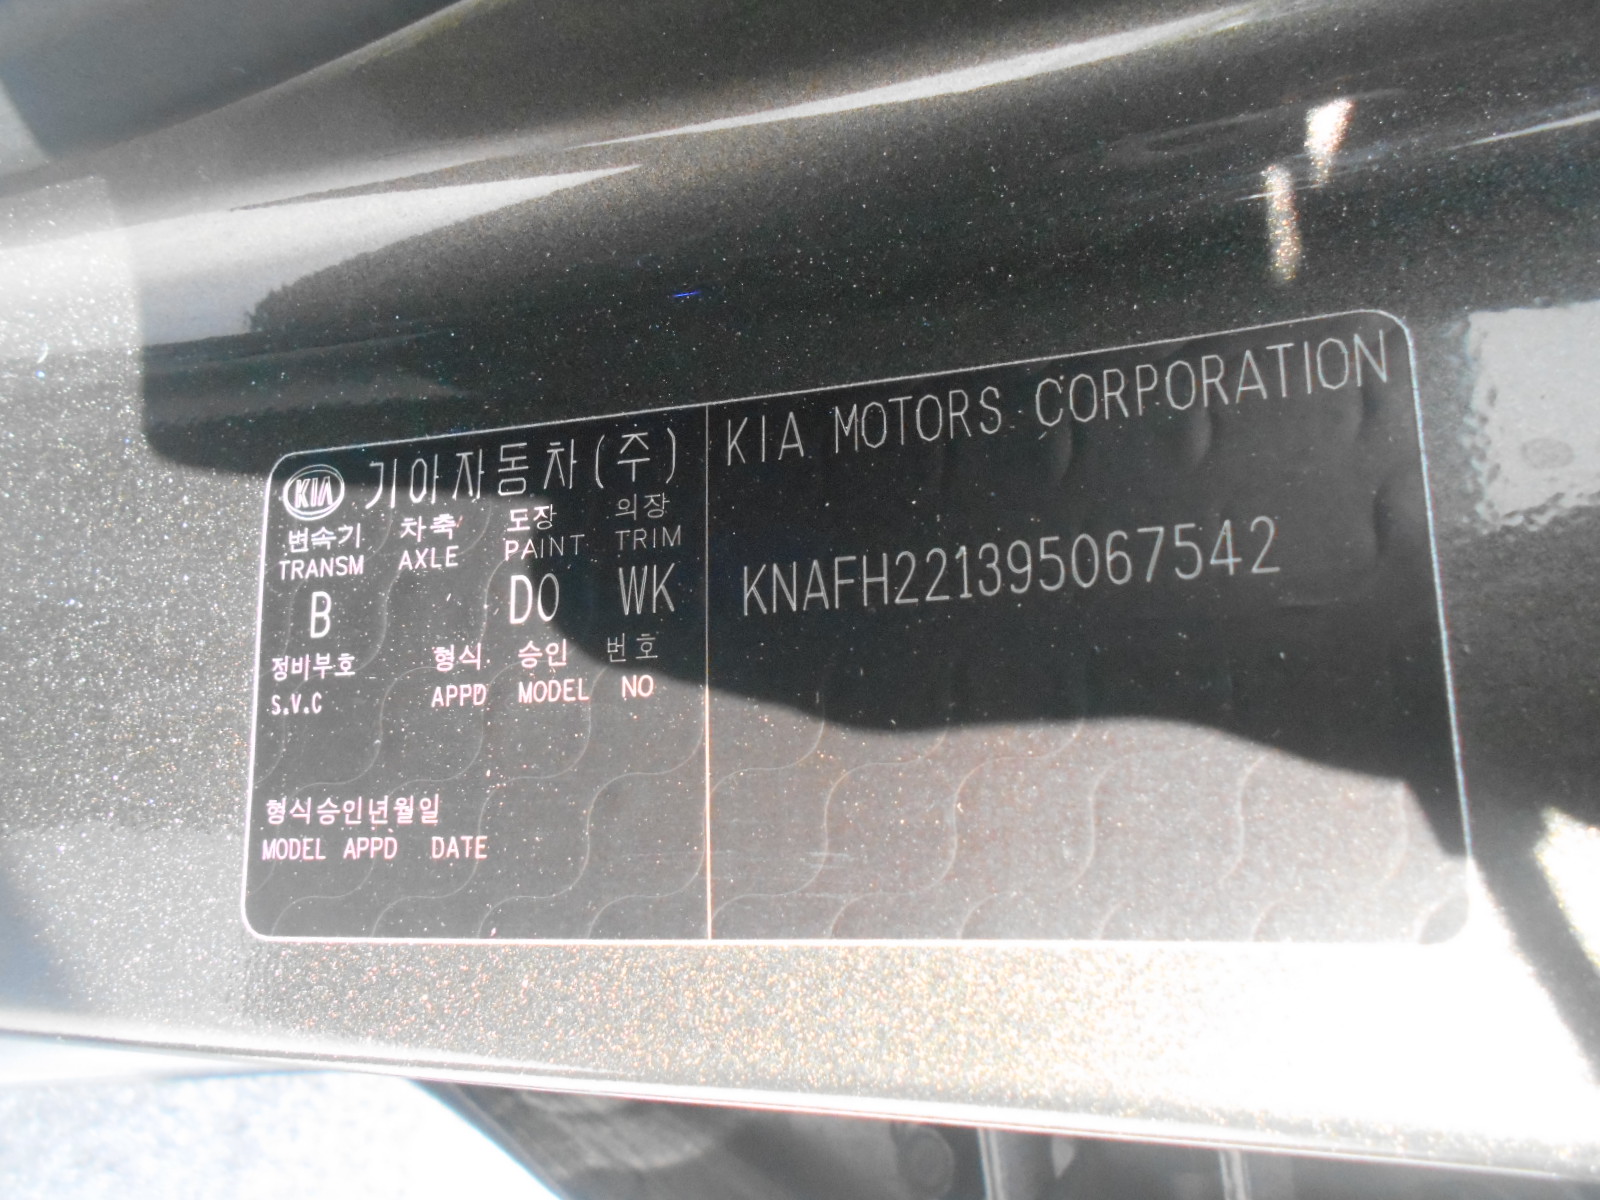 KIA 기아자동차(주)
변속기 차축 도장 의장
TRANSM AXLE PAINT TRIM
B DO WK
정비부호 형식 승인 번호
S.V.C APPD MODEL NO
형식승인년월일
MODEL APPD DATE
KIA MOTORS CORPORATION
KNAFH221395067542